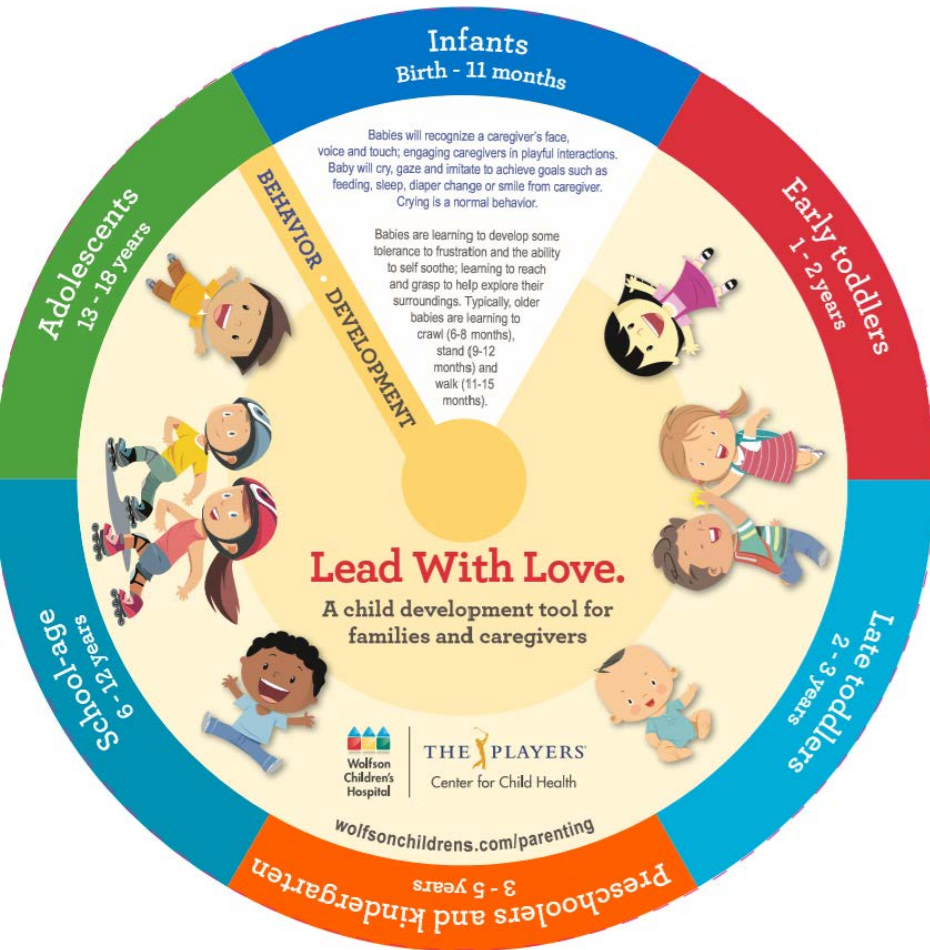 Infants
Birth - 11 months
Early toddlers
1 - 2 years
Late toddlers
2 - 3 years
Preschoolers and kindergarten
3 - 5 years
School-age
6 - 12 years
Adolescents
13 - 18 years
BEHAVIOR • DEVELOPMENT
Babies will recognize a caregiver's face,
voice and touch; engaging caregivers in playful interactions.
Baby will cry, gaze and imitate to achieve goals such as
feeding, sleep, diaper change or smile from caregiver.
Crying is a normal behavior.
Babies are learning to develop some
tolerance to frustration and the ability
to self soothe; learning to reach
and grasp to help explore their
surroundings. Typically, older
babies are learning to
crawl (6-8 months),
stand (9-12
months) and
walk (11-15
months).
Lead With Love.
A child development tool for
families and caregivers
Wolfson
Children's
Hospital
THE PLAYERS
Center for Child Health
wolfsonchildrens.com/parenting